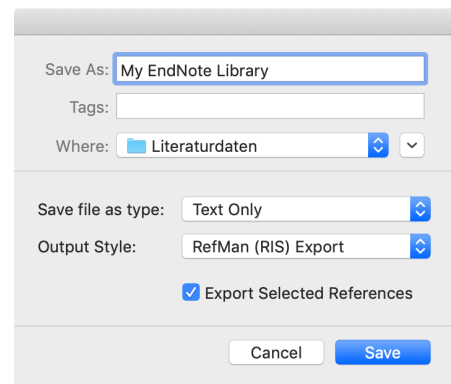 Save As: My EndNote Library
Tags:
Where: Literaturdaten
Save file as type: Text Only
Output Style: RefMan (RIS) Export
Export Selected References
Cancel Save